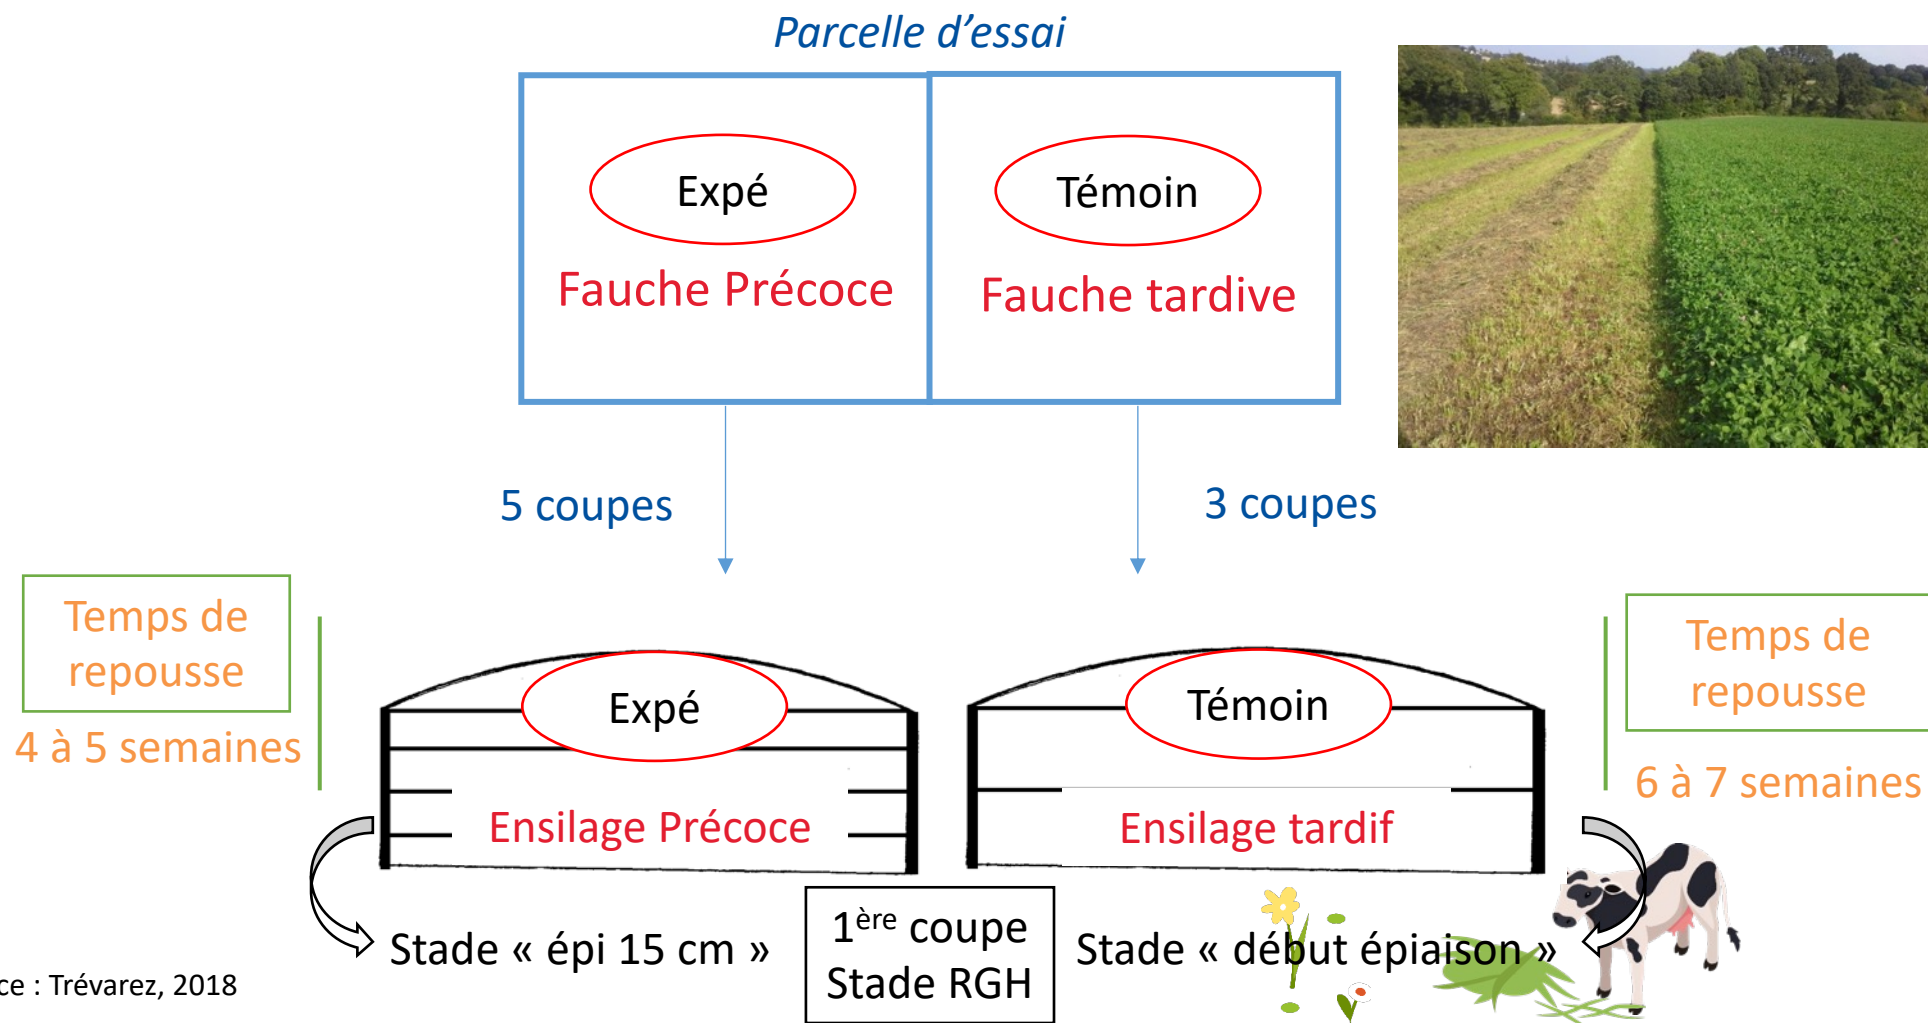 Parcelle d’essai
Expé
Témoin
Fauche Précoce
Fauche tardive
5 coupes
3 coupes
Temps de
repousse
4 à 5 semaines
Temps de
repousse
6 à 7 semaines
Expé
Témoin
Ensilage Précoce
Ensilage tardif
Stade « épi 15 cm »
1ère coupe
Stade RGH
Stade « début épiaison »
ce : Trévarez, 2018